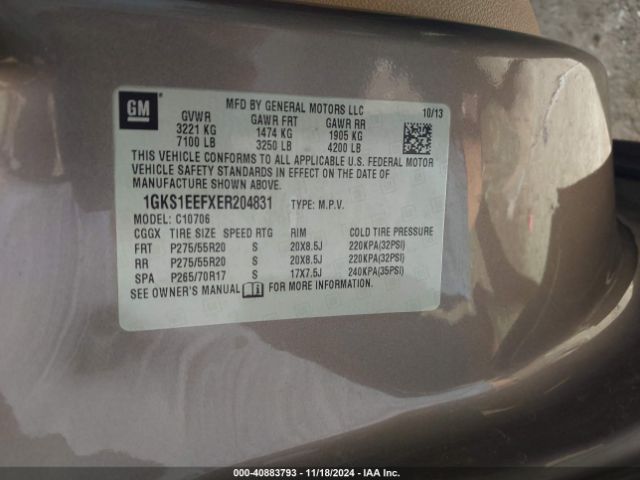 GM
MFD BY GENERAL MOTORS LLC 10/13
GVWR GAWR FRT GAWR RR
3221 KG 1474 KG 1905 KG
7100 LB 3250 LB 4200 LB
THIS VEHICLE CONFORMS TO ALL APPLICABLE U.S. FEDERAL MOTOR
VEHICLE SAFETY STANDARDS IN EFFECT ON THE DATE OF
MANUFACTURE SHOWN ABOVE.
1GKS1EEFXER204831 TYPE: M.P.V.
MODEL: C10706
CGGX TIRE SIZE SPEED RTG RIM COLD TIRE PRESSURE
FRT P275/55R20 S 20X8.5J 220KPA(32PSI)
RR P275/55R20 S 20X8.5J 220KPA(32PSI)
SPA P265/70R17 S 17X7.5J 240KPA(35PSI)
SEE OWNER'S MANUAL FOR MORE INFORMATION.
000-40883793 - 11/18/2024 - IAA Inc.